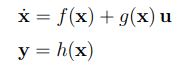 ẋ = f(x) + g(x) u
y = h(x)